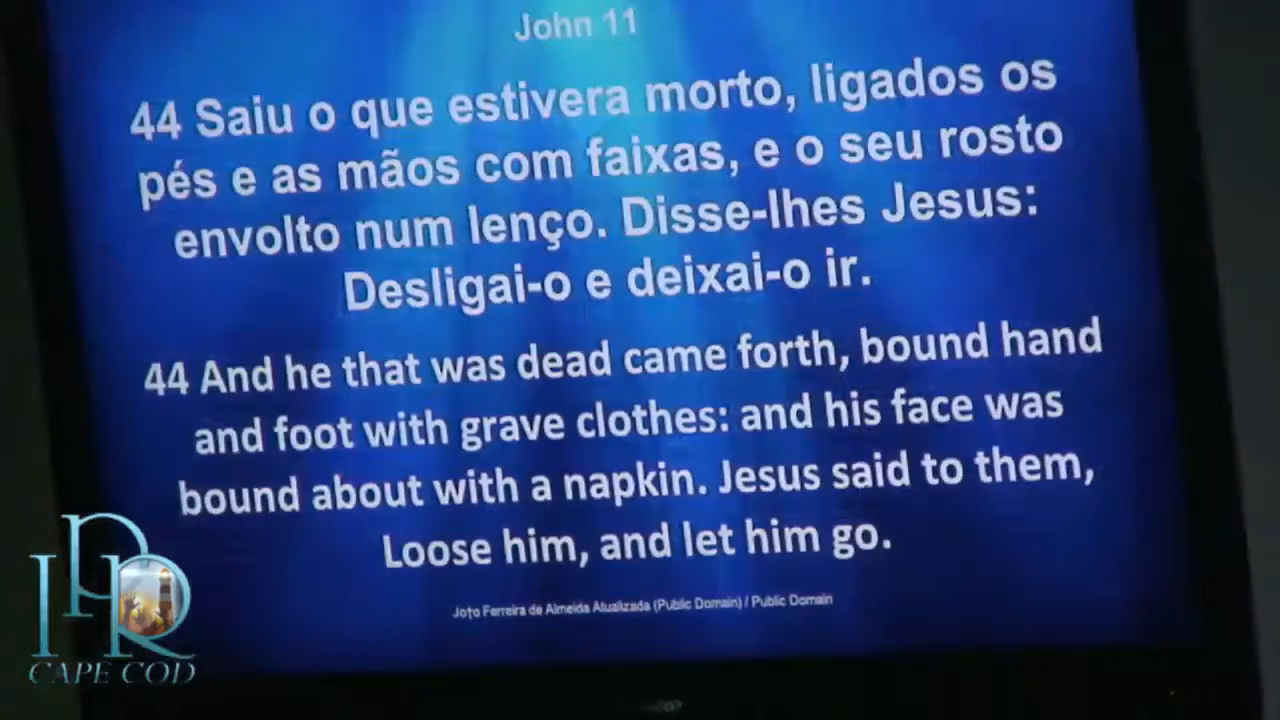 John 11
44 Saiu o que estivera morto, ligados os
pés e as mãos com faixas, e o seu rosto
envolto num lenço. Disse-lhes Jesus:
Desligai-o e deixai-o ir.
44 And he that was dead came forth, bound hand
and foot with grave clothes: and his face was
bound about with a napkin. Jesus said to them,
Loose him, and let him go.
Joţo Ferreira de Almeida Atualizada (Public Domain) / Public Domain
IPR
CAPE COD